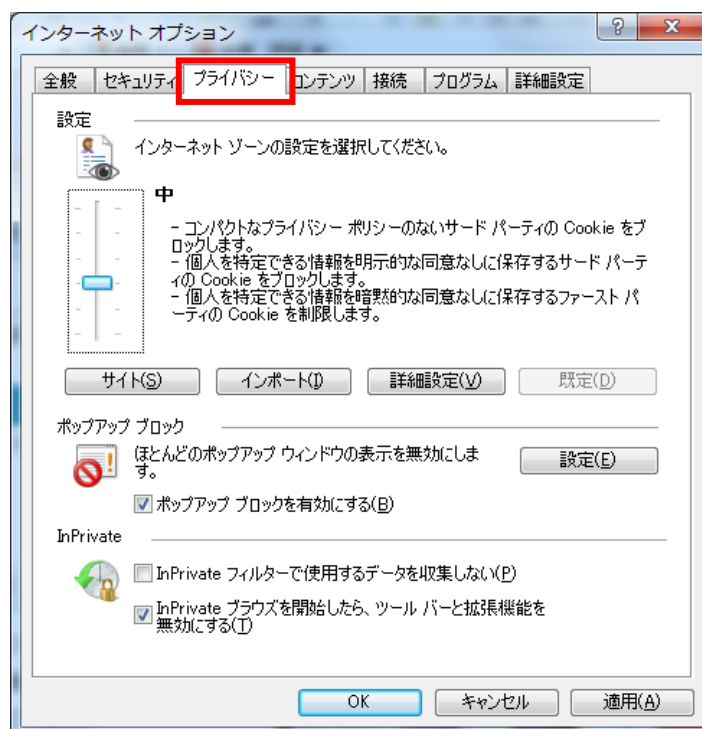 インターネット オプション
全般 セキュリティ プライバシー コンテンツ 接続 プログラム 詳細設定
設定
インターネット ゾーンの設定を選択してください。
中
- コンパクトなプライバシー ポリシーのないサード パーティの Cookie をブ
ロックします。
- 個人を特定できる情報を明示的な同意なしに保存するサード パーテ
ィの Cookie をブロックします。
- 個人を特定できる情報を暗黙的な同意なしに保存するファースト パ
ーティの Cookie を制限します。
サイト(S) インポート(I) 詳細設定(V) 既定(D)
ポップアップ ブロック
ほとんどのポップアップ ウィンドウの表示を無効にしま
す。
設定(E)
ポップアップ ブロックを有効にする(B)
InPrivate
InPrivate フィルターで使用するデータを収集しない(P)
InPrivate ブラウズを開始したら、ツール バーと拡張機能を
無効にする(T)
OK キャンセル 適用(A)